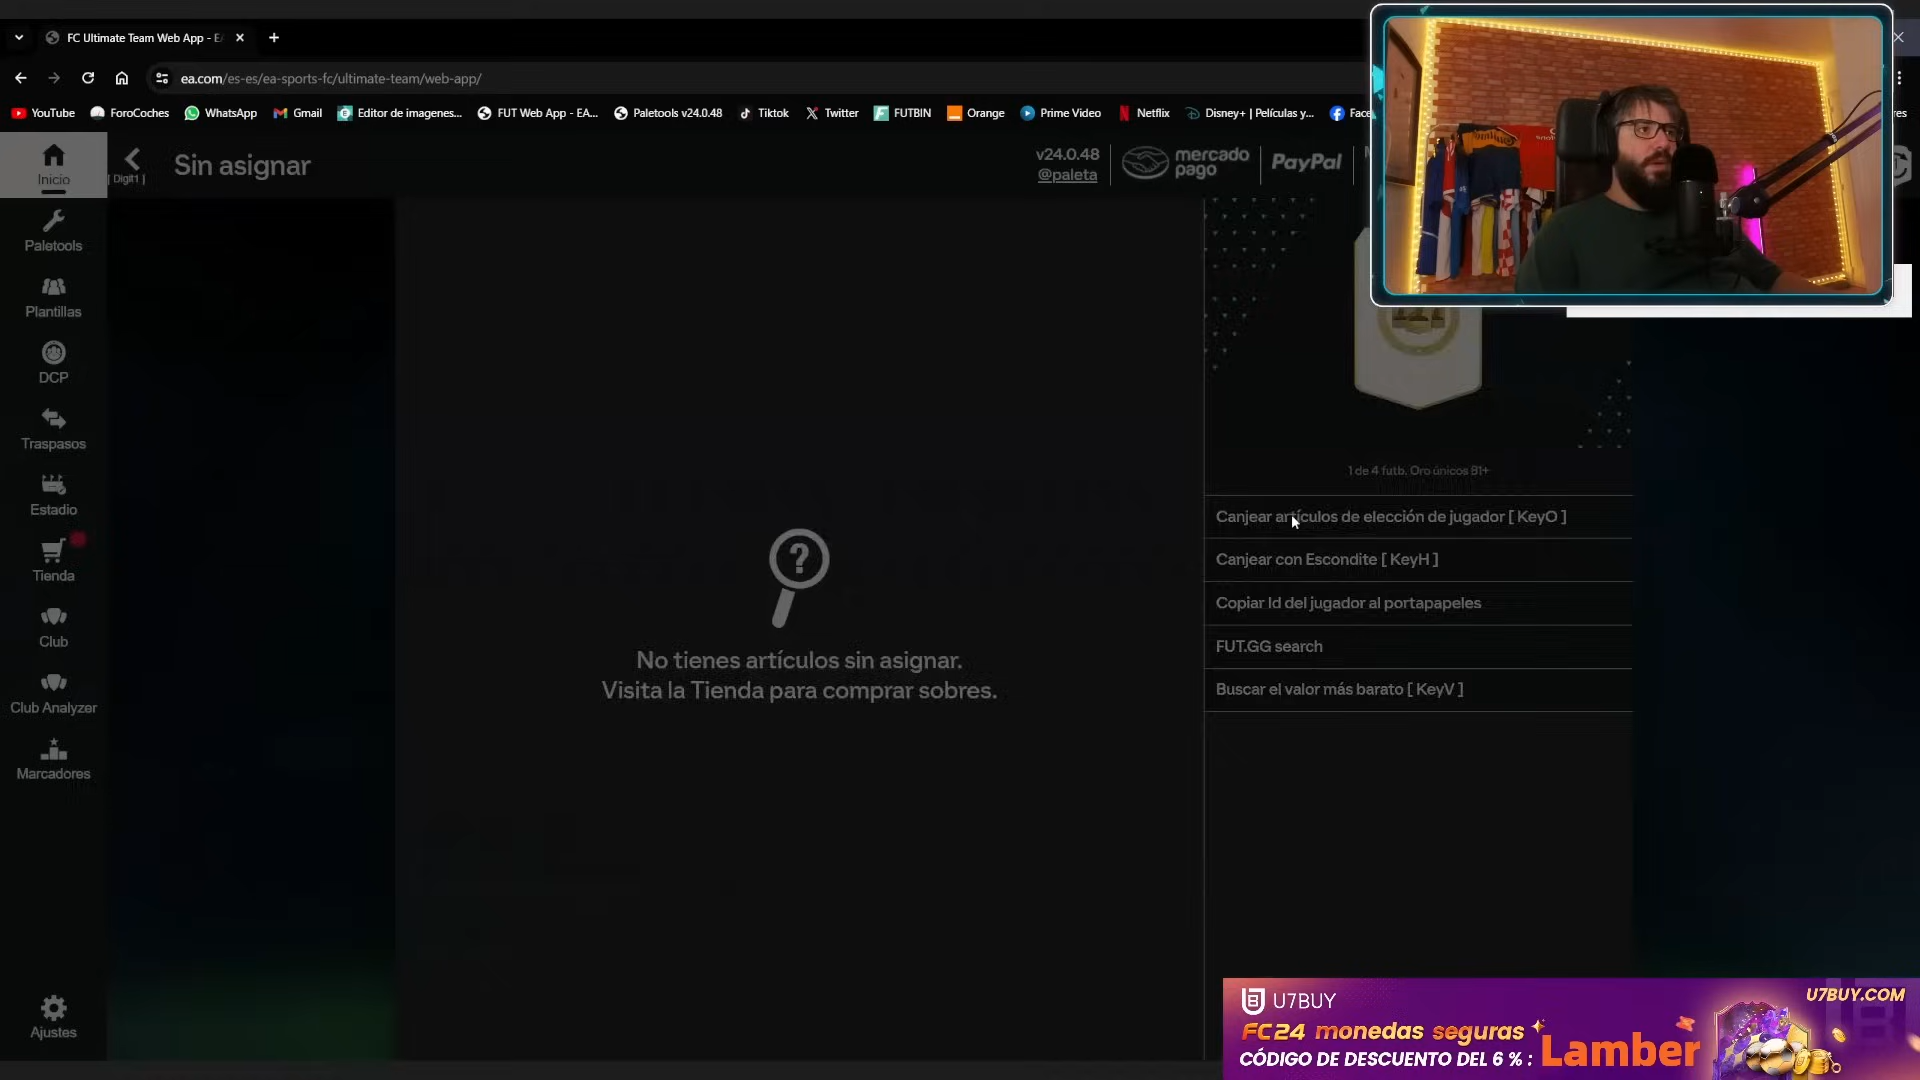 FC Ultimate Team Web App - EA
ea.com/es-es/ea-sports-fc/ultimate-team/web-app/
YouTube
ForoCoches
WhatsApp
Gmail
Editor de imagenes...
FUT Web App - EA...
Paletools v24.0.48
Tiktok
Twitter
FUTBIN
Orange
Prime Video
Netflix
Disney+ | Películas y...
Face
res
Inicio
[ Digit1 ]
Sin asignar
v24.0.48
@paleta
mercado
pago
PayPal
Paletools
Plantillas
DCP
Traspasos
Estadio
Tienda
Club
Club Analyzer
Marcadores
Ajustes
No tienes artículos sin asignar.
Visita la Tienda para comprar sobres.
1 de 4 futb. Oro únicos 81+
Canjear artículos de elección de jugador [ KeyO ]
Canjear con Escondite [ KeyH ]
Copiar Id del jugador al portapapeles
FUT.GG search
Buscar el valor más barato [ KeyV ]
U7BUY
U7BUY.COM
FC24 monedas seguras
CÓDIGO DE DESCUENTO DEL 6 % : Lamber